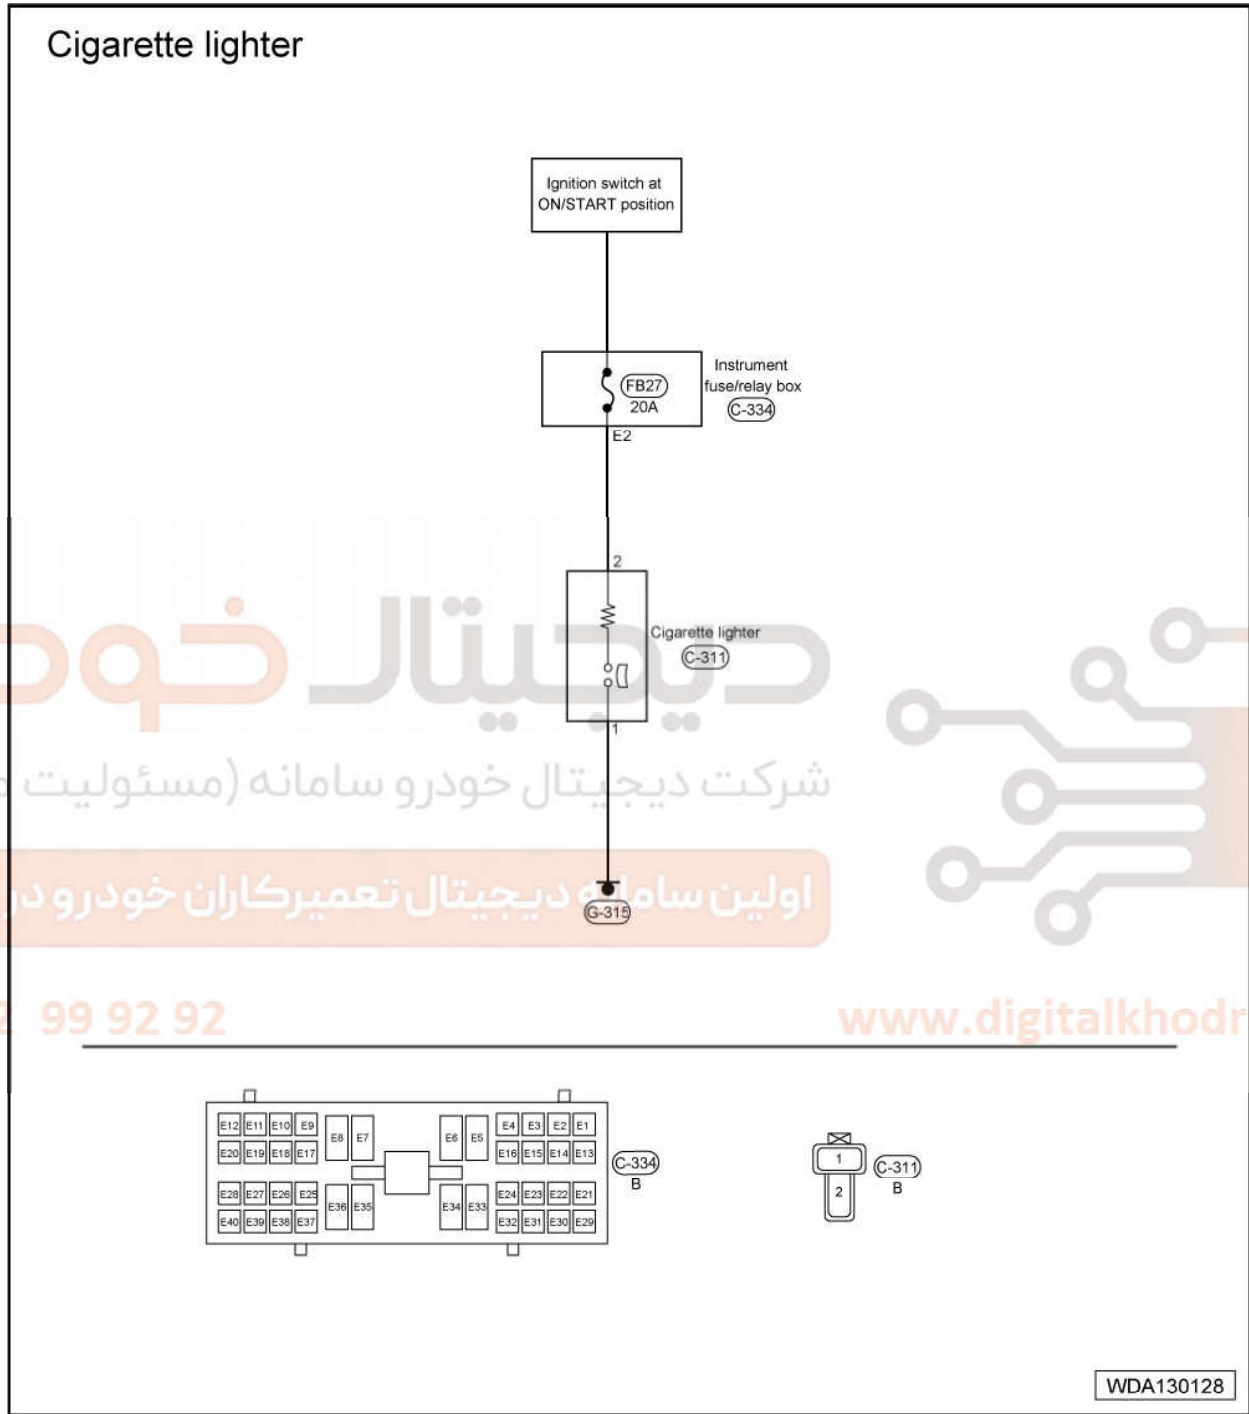 Cigarette lighter
Ignition switch at
ON/START position
FB27
20A
Instrument
fuse/relay box
C-334
E2
2
Cigarette lighter
C-311
1
G-315
دیجیتال
شرکت دیجیتال خودرو سامانه (مسئولیت
اولین سامانه دیجیتال تعمیرکاران خودرو در
99 92 92
www.digitalkhodr
E12 E11 E10 E9 E8 E7 E6 E5 E4 E3 E2 E1
E20 E19 E18 E17 E16 E15 E14 E13
C-334
B
E28 E27 E26 E25 E36 E35 E34 E33 E24 E23 E22 E21
E40 E39 E38 E37 E32 E31 E30 E29
1
2
C-311
B
WDA130128